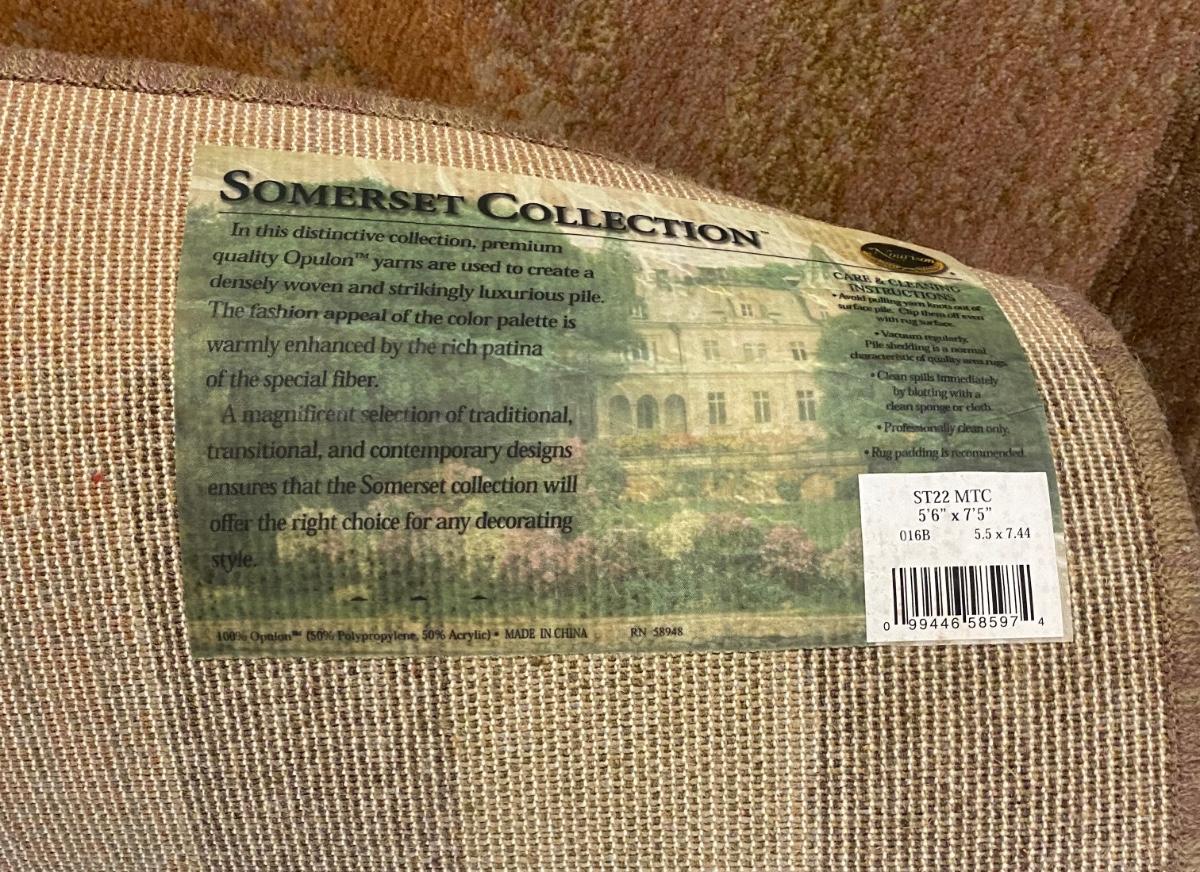 SOMERSET COLLECTION™
In this distinctive collection, premium
quality Opulon™ yarns are used to create a
densely woven and strikingly luxurious pile.
The fashion appeal of the color palette is
warmly enhanced by the rich patina
of the special fiber.
A magnificent selection of traditional,
transitional, and contemporary designs
ensures that the Somerset collection will
offer the right choice for any decorating
style.
100% Opulon™ (50% Polypropylene, 50% Acrylic) • MADE IN CHINA RN 58948
Nourison
CARE & CLEANING
INSTRUCTIONS
• Avoid pulling yarn knots out of
surface pile. Clip them off even
with rug surface.
• Vacuum regularly.
Pile shedding is a normal
characteristic of quality area rugs.
• Clean spills immediately
by blotting with a
clean sponge or cloth.
• Professionally clean only.
• Rug padding is recommended.
ST22 MTC
5'6" x 7'5"
016B 5.5 x 7.44
0 99446 58597 4